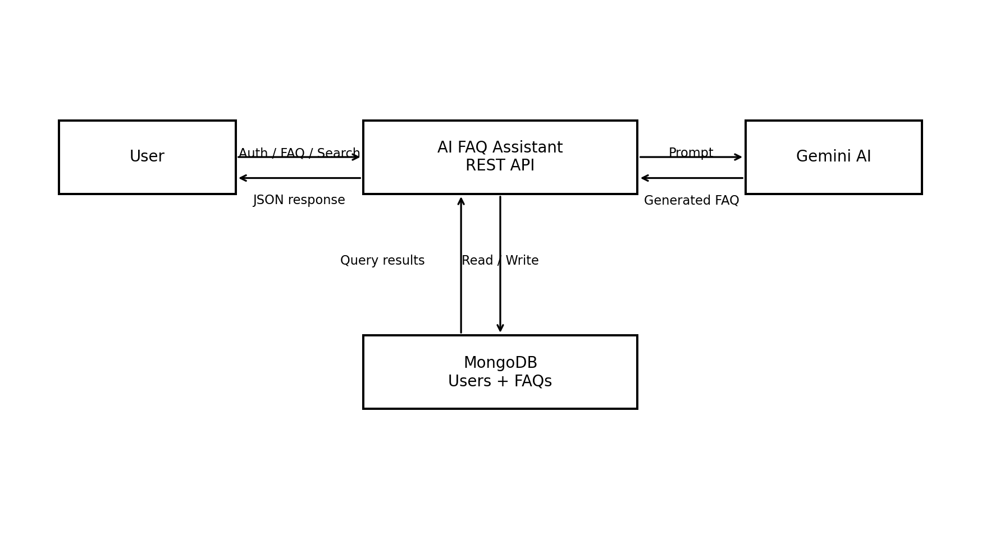 User
Auth / FAQ / Search
JSON response
AI FAQ Assistant
REST API
Prompt
Generated FAQ
Gemini AI
Query results
Read / Write
MongoDB
Users + FAQs